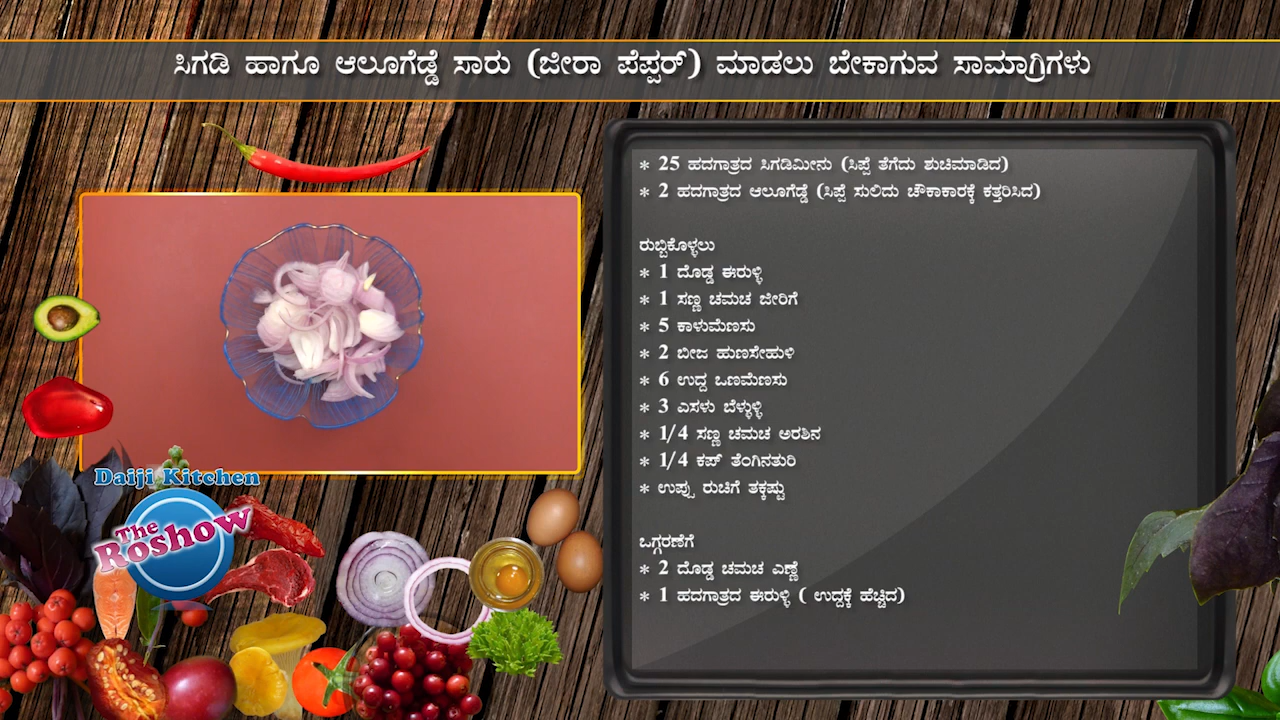 ಸಿಗಡಿ ಹಾಗೂ ಆಲೂಗೆಡ್ಡೆ ಸಾರು (ಜೀರಾ ಪೆಪ್ಪರ್) ಮಾಡಲು ಬೇಕಾಗುವ ಸಾಮಾಗ್ರಿಗಳು
* 25 ಹದಗಾತ್ರದ ಸಿಗಡಿಮೀನು (ಸಿಪ್ಪೆ ತೆಗೆದು ಶುಚಿಮಾಡಿದ)
* 2 ಹದಗಾತ್ರದ ಆಲೂಗೆಡ್ಡೆ (ಸಿಪ್ಪೆ ಸುಲಿದು ಚೌಕಾಕಾರಕ್ಕೆ ಕತ್ತರಿಸಿದ)
ರುಬ್ಬಿಕೊಳ್ಳಲು
* 1 ದೊಡ್ಡ ಈರುಳ್ಳಿ
* 1 ಸಣ್ಣ ಚಮಚ ಜೀರಿಗೆ
* 5 ಕಾಳುಮೆಣಸು
* 2 ಬೀಜ ಹುಣಸೇಹುಳಿ
* 6 ಉದ್ದ ಒಣಮೆಣಸು
* 3 ಎಸಳು ಬೆಳ್ಳುಳ್ಳಿ
* 1/4 ಸಣ್ಣ ಚಮಚ ಅರಶಿನ
* 1/4 ಕಪ್ ತೆಂಗಿನತುರಿ
* ಉಪ್ಪು ರುಚಿಗೆ ತಕ್ಕಷ್ಟು
ಒಗ್ಗರಣೆಗೆ
* 2 ದೊಡ್ಡ ಚಮಚ ಎಣ್ಣೆ
* 1 ಹದಗಾತ್ರದ ಈರುಳ್ಳಿ ( ಉದ್ದಕ್ಕೆ ಹೆಚ್ಚಿದ)
Daiji Kitchen
The
Roshow